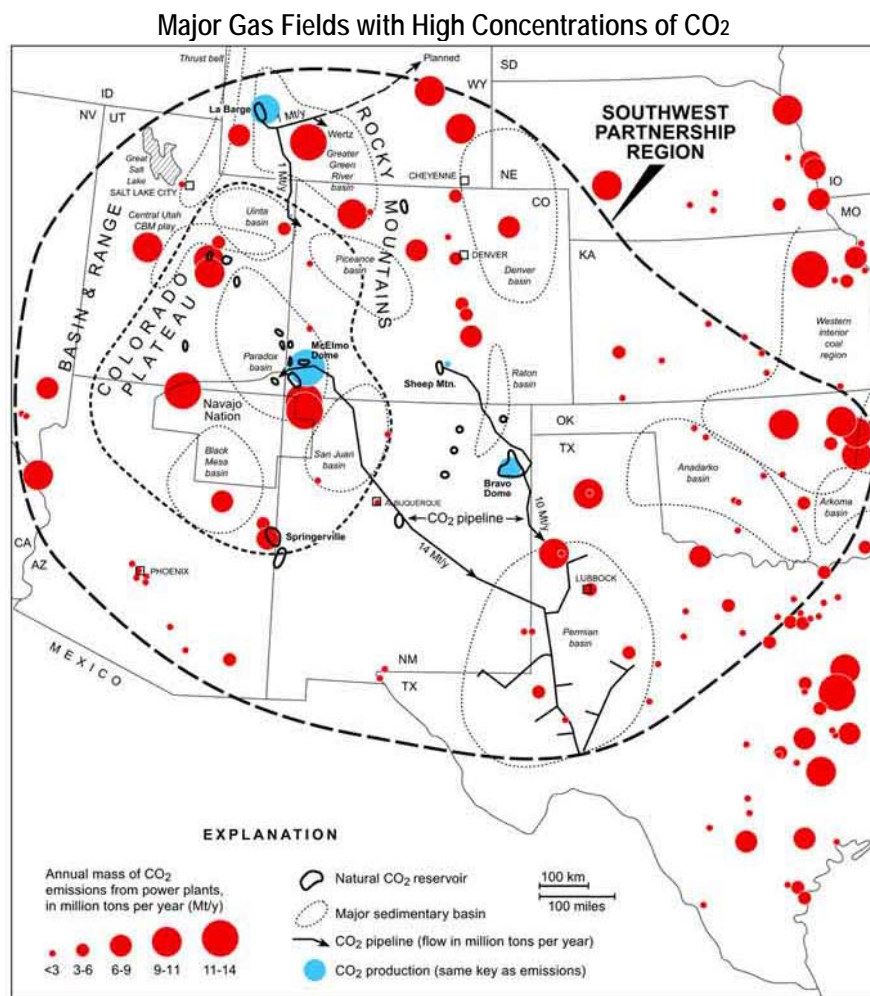 Major Gas Fields with High Concentrations of CO2
Thrust belt
Planned
SD
WY
ID
NV
UT
La Barge
1 Mt/y
Wertz
ROCKY MOUNTAINS
SOUTHWEST
PARTNERSHIP
REGION
Great
Salt
Lake
SALT LAKE CITY
1 Mt/y
Greater
Green
River
basin
CHEYENNE
NE
IO
MO
CO
Uinta
basin
Central Utah
CBM play
BASIN & RANGE
COLORADO
PLATEAU
Piceance
basin
DENVER
Denver
basin
KA
Western
interior
coal
region
McElmo
Dome
Paradox
basin
Sheep Mtn.
Raton
basin
Navajo
Nation
OK
TX
Black
Mesa
basin
San Juan
basin
Bravo
Dome
Anadarko
basin
Arkoma
basin
ALBUQUERQUE
CO2 pipeline
10 Mt/y
Springerville
14 Mt/y
CA
AZ
PHOENIX
LUBBOCK
Permian
basin
MEXICO
NM
TX
EXPLANATION
Annual mass of CO2
emissions from power plants,
in million tons per year (Mt/y)
<3 3-6 6-9 9-11 11-14
Natural CO2 reservoir
Major sedimentary basin
CO2 pipeline (flow in million tons per year)
CO2 production (same key as emissions)
100 km
100 miles